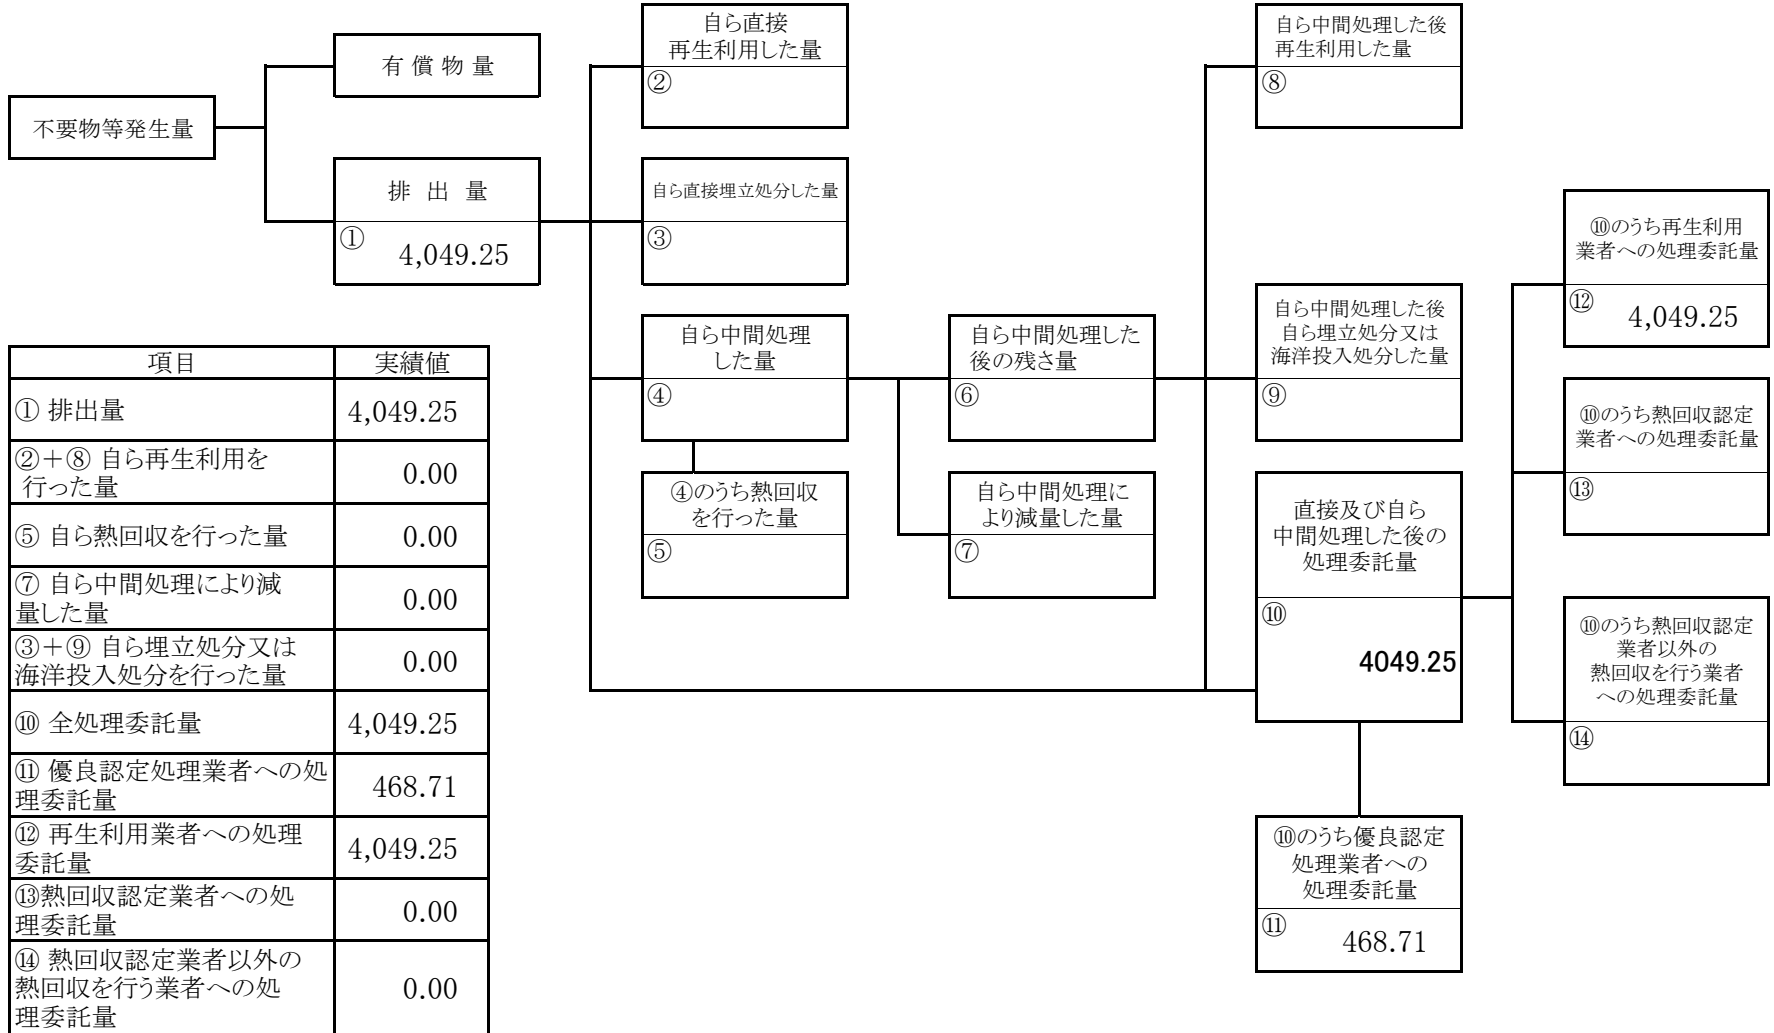 不要物等発生量
有 償 物 量
排 出 量
①
4,049.25
自ら直接
再生利用した量
②
自ら直接埋立処分した量
③
自ら中間処理
した量
④
④のうち熱回収
を行った量
⑤
自ら中間処理した
後の残さ量
⑥
自ら中間処理に
より減量した量
⑦
自ら中間処理した後
再生利用した量
⑧
自ら中間処理した後
自ら埋立処分又は
海洋投入処分した量
⑨
直接及び自ら
中間処理した後の
処理委託量
⑩
4049.25
⑩のうち優良認定
処理業者への
処理委託量
⑪
468.71
⑩のうち再生利用
業者への処理委託量
⑫
4,049.25
⑩のうち熱回収認定
業者への処理委託量
⑬
⑩のうち熱回収認定
業者以外の
熱回収を行う業者
への処理委託量
⑭
項目 実績値
① 排出量 4,049.25
②+⑧ 自ら再生利用を
行った量 0.00
⑤ 自ら熱回収を行った量 0.00
⑦ 自ら中間処理により減
量した量 0.00
③+⑨ 自ら埋立処分又は
海洋投入処分を行った量 0.00
⑩ 全処理委託量 4,049.25
⑪ 優良認定処理業者への処
理委託量 468.71
⑫ 再生利用業者への処理
委託量 4,049.25
⑬熱回収認定業者への処
理委託量 0.00
⑭ 熱回収認定業者以外の
熱回収を行う業者への処
理委託量 0.00